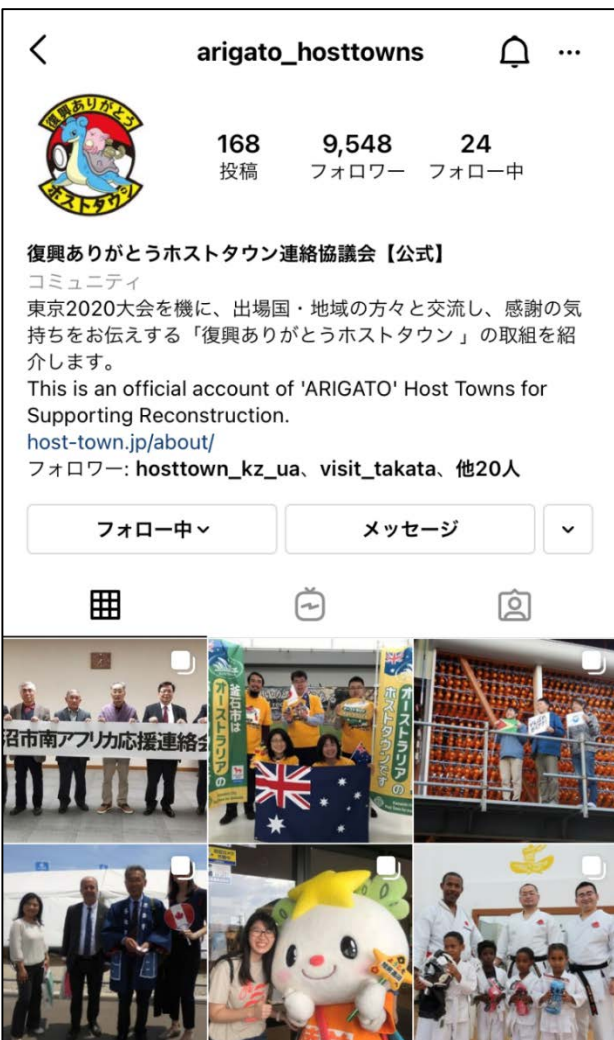 arigato_hosttowns
復興ありがとう
ホストタウン
168
9,548
24
投稿
フォロワー
フォロー中
復興ありがとうホストタウン連絡協議会【公式】
コミュニティ
東京2020大会を機に、出場国・地域の方々と交流し、感謝の気
持ちをお伝えする「復興ありがとうホストタウン 」の取組を紹
介します。
This is an official account of 'ARIGATO' Host Towns for
Supporting Reconstruction.
host-town.jp/about/
フォロワー: hosttown_kz_ua、visit_takata、他20人
フォロー中
メッセージ
沼市南アフリカ応援連絡会
釜石市は
オーストラリアの
オーストラリアの
ホストタウンです